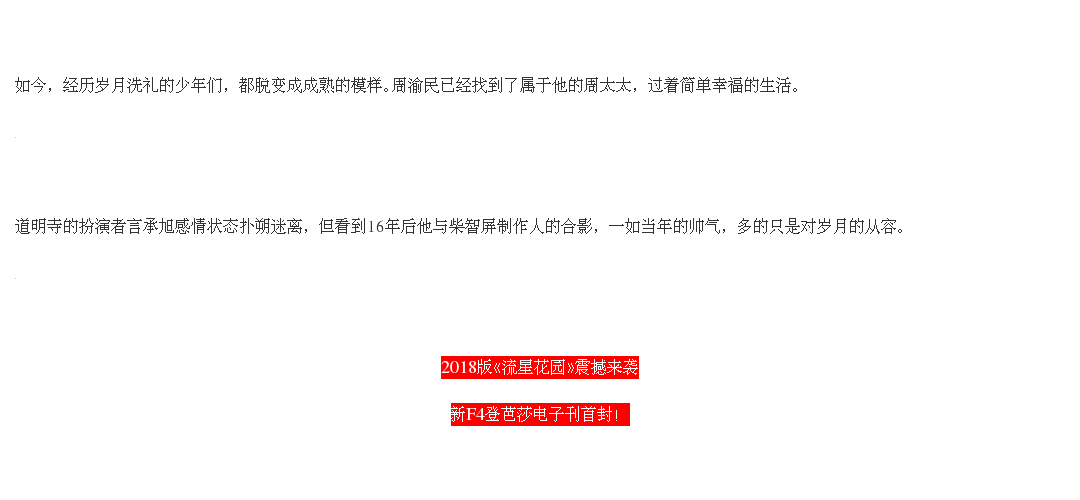 如今，经历岁月洗礼的少年们，都脱变成成熟的模样。周渝民已经找到了属于他的周太太，过着简单幸福的生活。
道明寺的扮演者言承旭感情状态扑朔迷离，但看到16年后他与柴智屏制作人的合影，一如当年的帅气，多的只是对岁月的从容。
2018版《流星花园》震撼来袭
新F4登芭莎电子刊首封！